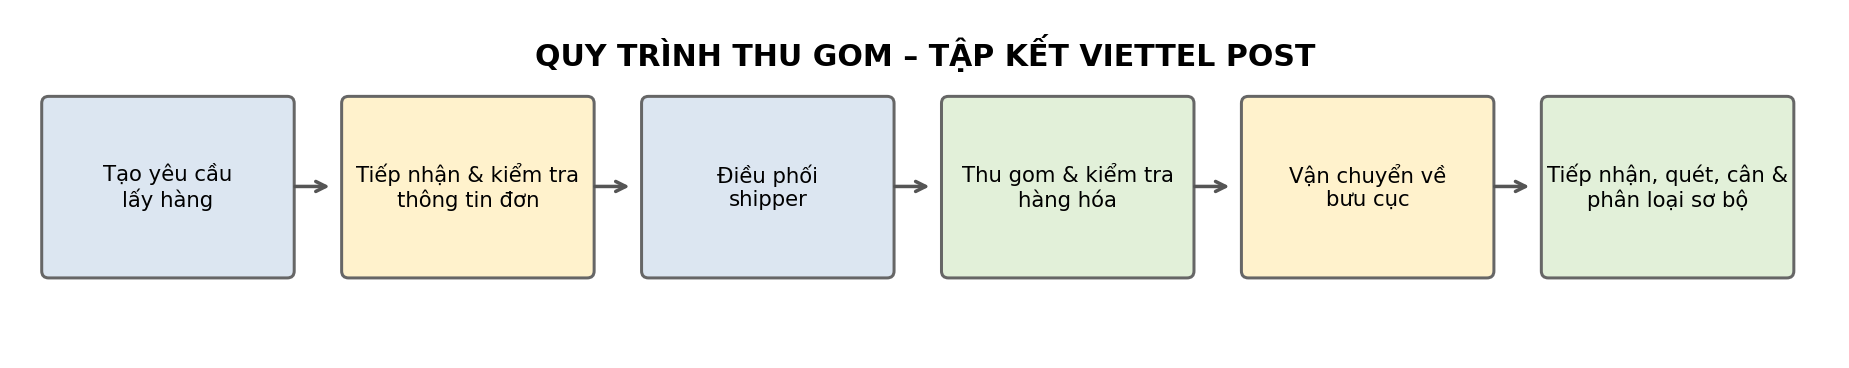 QUY TRÌNH THU GOM – TẬP KẾT VIETTEL POST
Tạo yêu cầu
lấy hàng
Tiếp nhận & kiểm tra
thông tin đơn
Điều phối
shipper
Thu gom & kiểm tra
hàng hóa
Vận chuyển về
bưu cục
Tiếp nhận, quét, cân &
phân loại sơ bộ